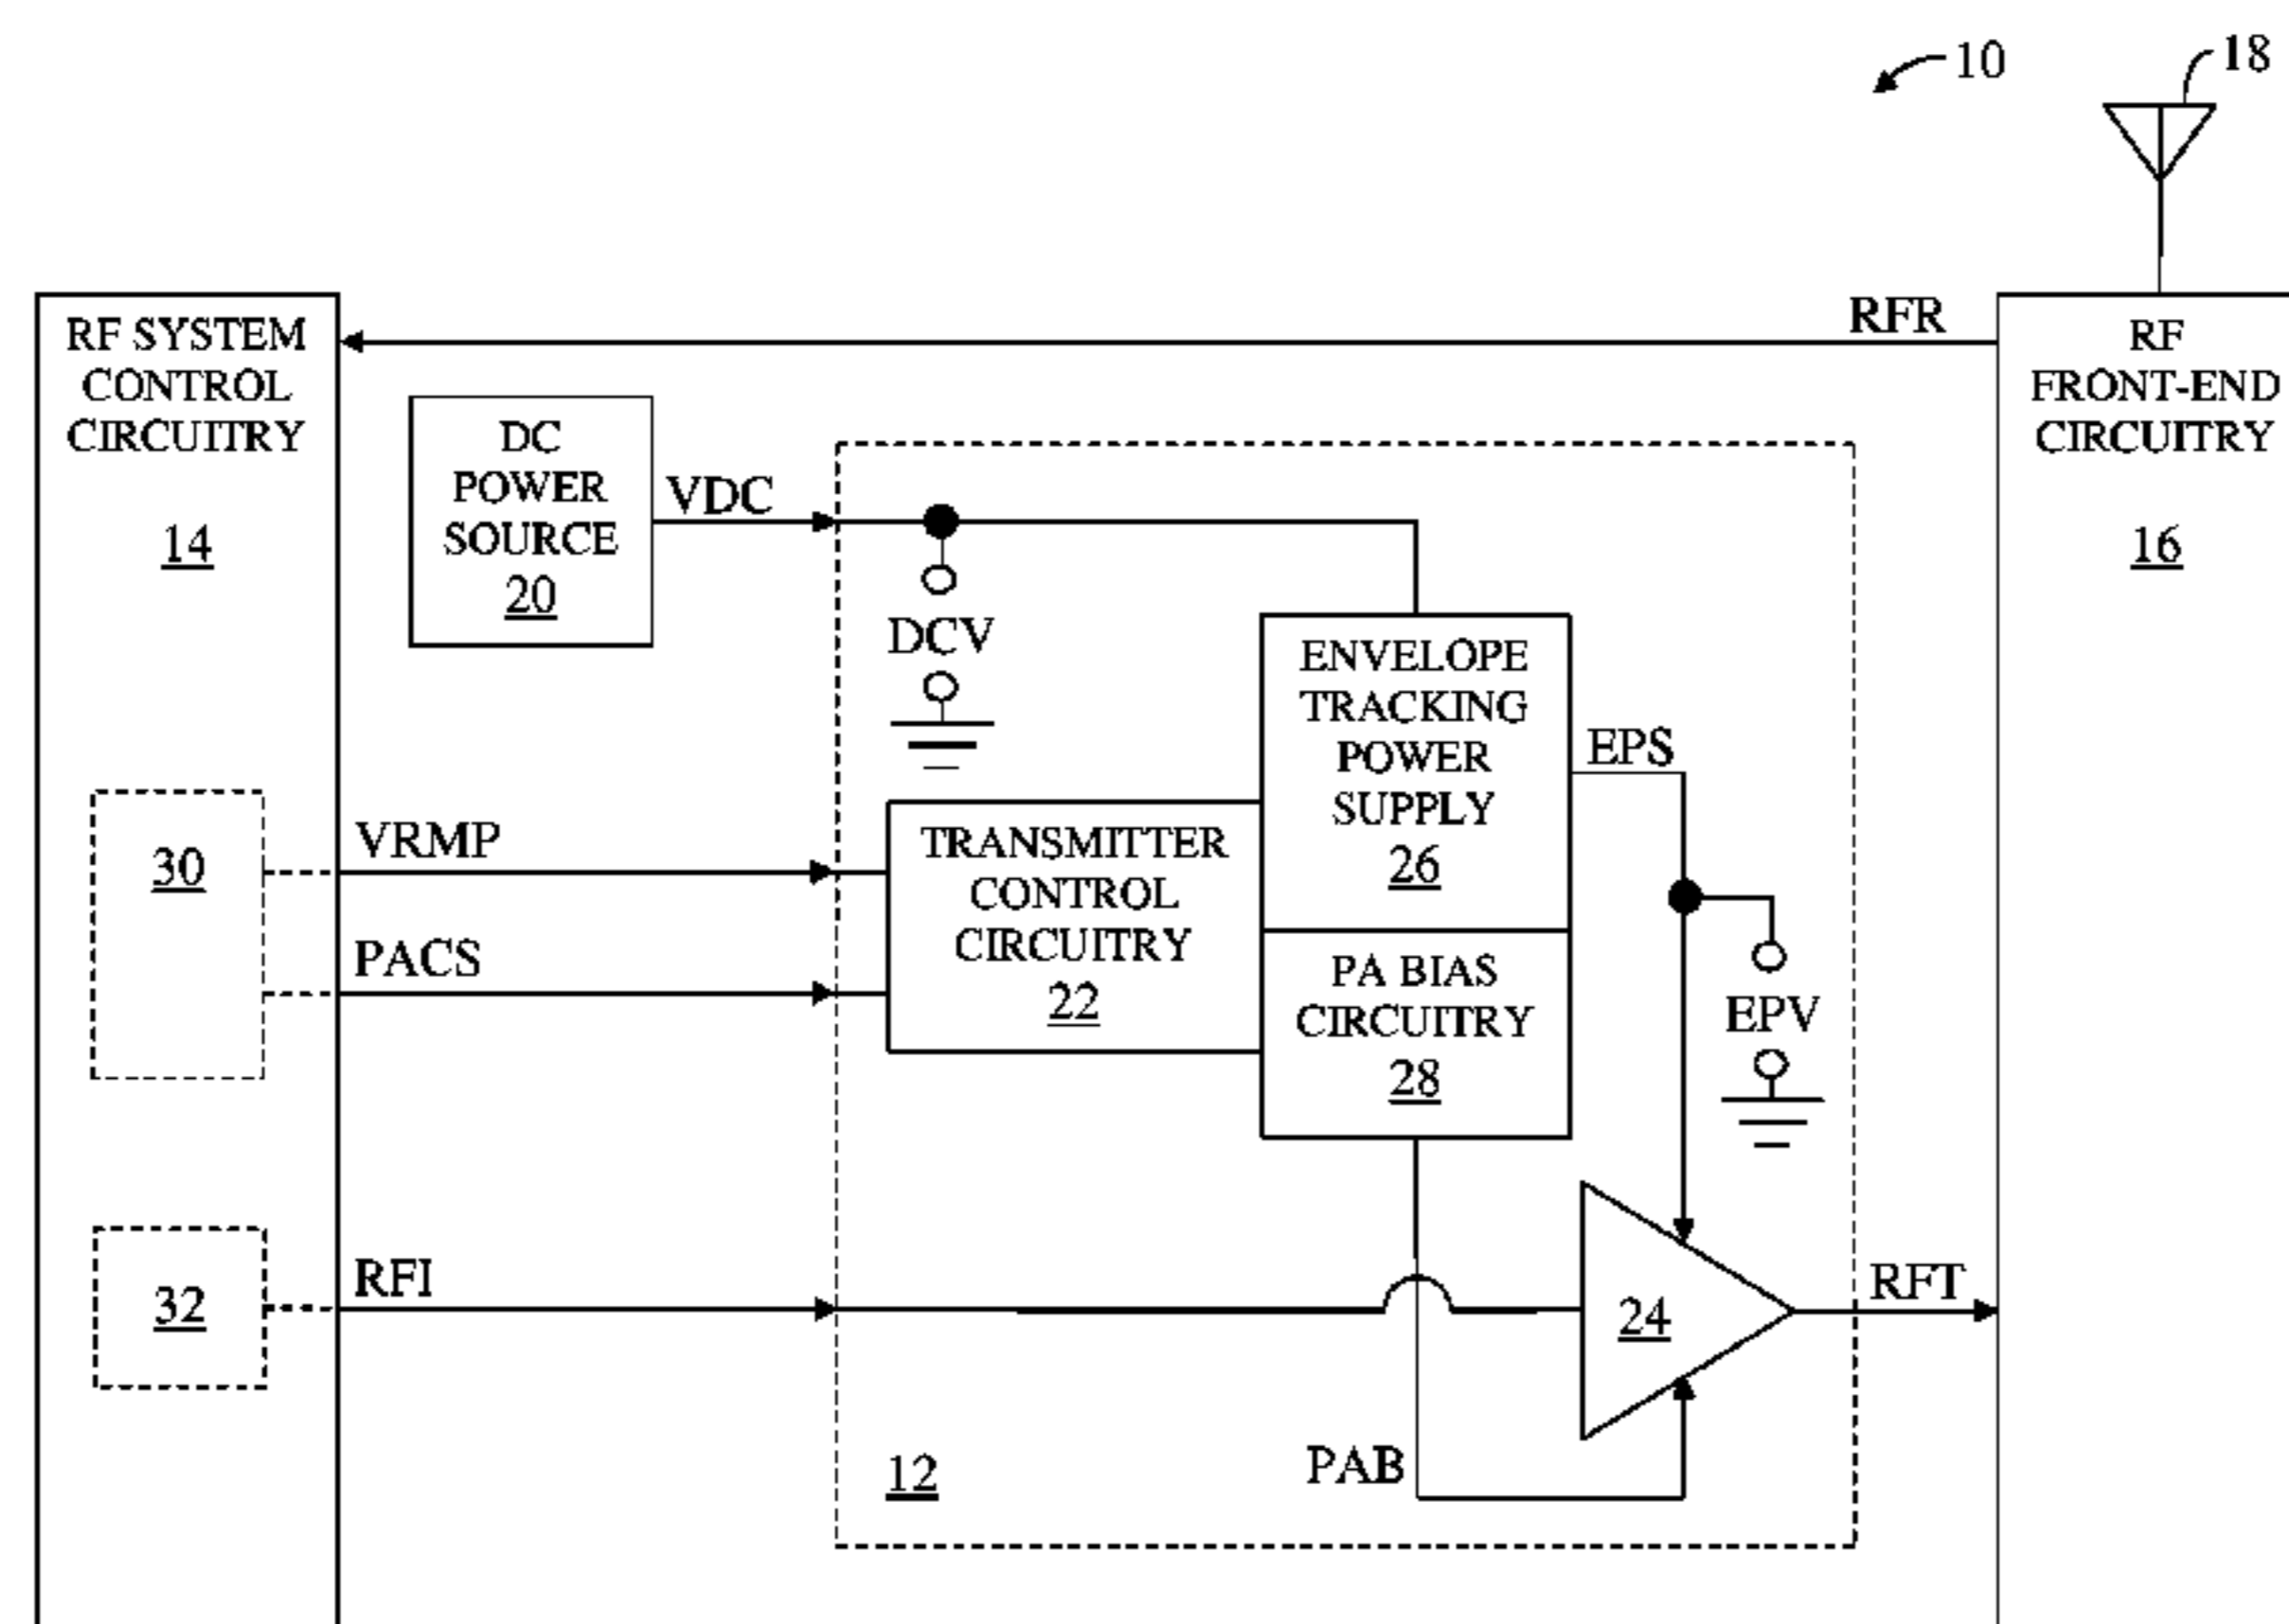 10
18
RF SYSTEM
CONTROL
CIRCUITRY
14
RFR
RF
FRONT-END
CIRCUITRY
16
DC
POWER
SOURCE
20
VDC
DCV
ENVELOPE
TRACKING
POWER
SUPPLY
26
EPS
30
VRMP
PACS
TRANSMITTER
CONTROL
CIRCUITRY
22
PA BIAS
CIRCUITRY
28
EPV
32
RFI
24
RFT
PAB
12